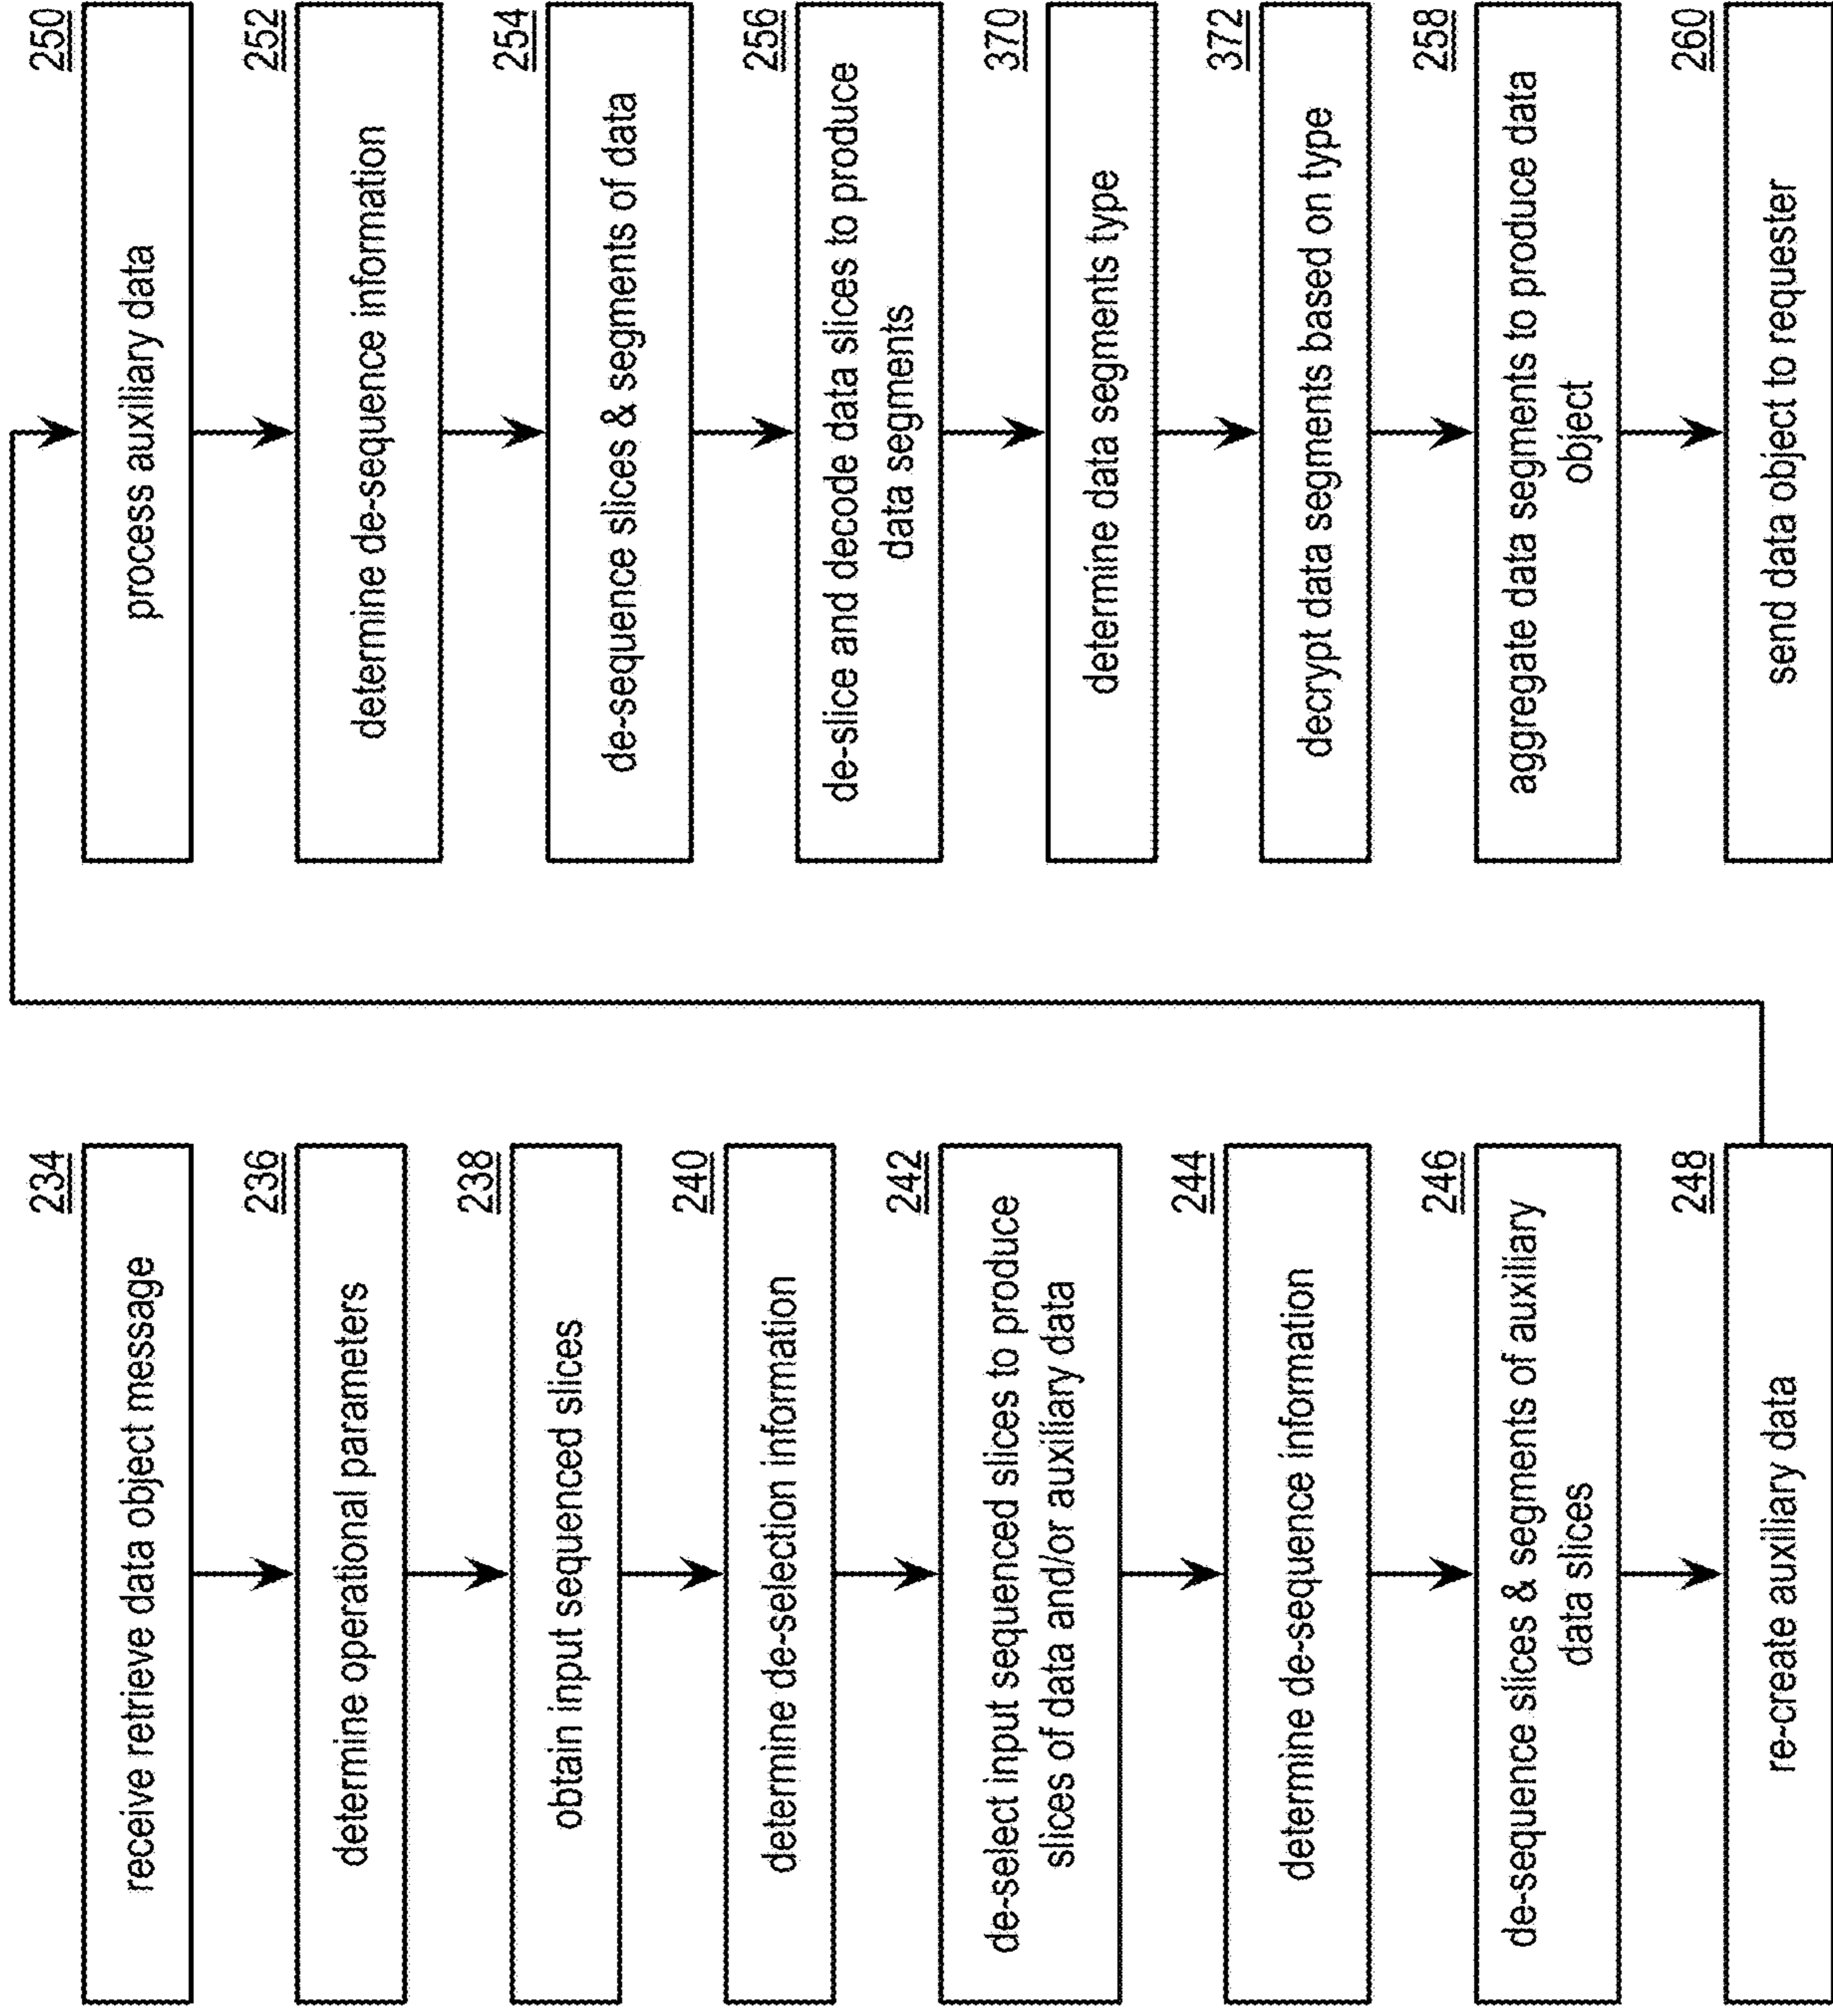 234
receive retrieve data object message
236
determine operational parameters
238
obtain input sequenced slices
240
determine de-selection information
242
de-select input sequenced slices to produce
slices of data and/or auxiliary data
244
determine de-sequence information
246
de-sequence slices & segments of auxiliary
data slices
248
re-create auxiliary data
250
process auxiliary data
252
determine de-sequence information
254
de-sequence slices & segments of data
256
de-slice and decode data slices to produce
data segments
370
determine data segments type
372
decrypt data segments based on type
258
aggregate data segments to produce data
object
260
send data object to requester